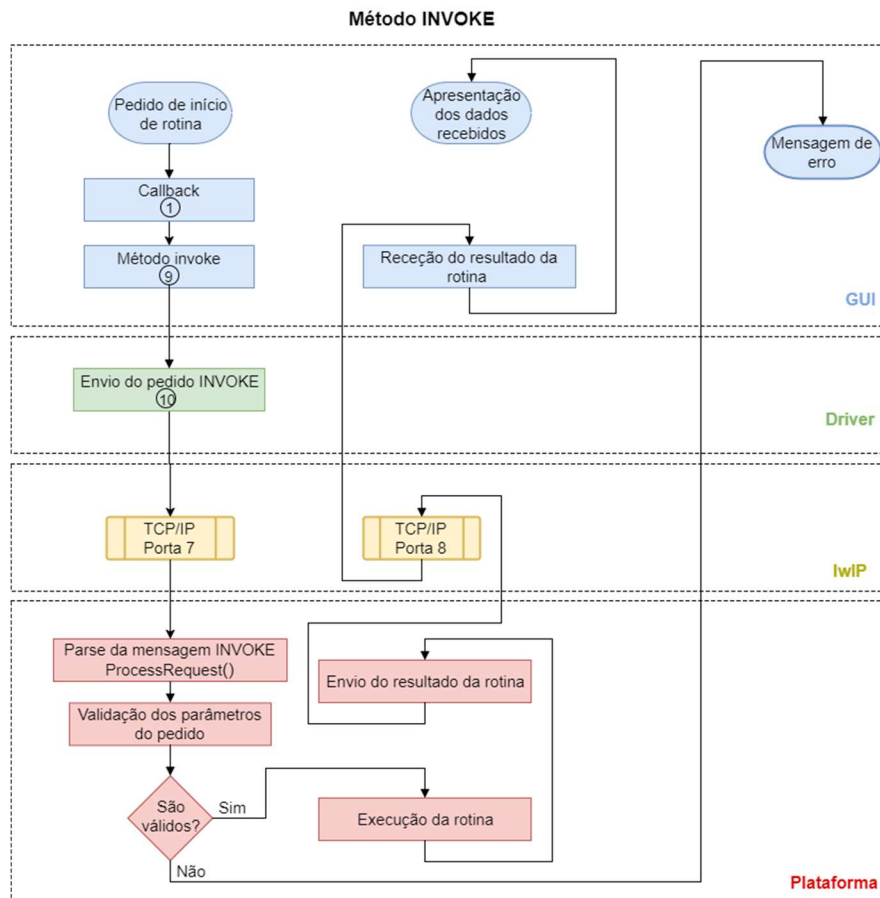 Método INVOKE
Pedido de início
de rotina
Apresentação
dos dados
recebidos
Mensagem de
erro
Callback
1
Método invoke
9
Receção do resultado da
rotina
GUI
Envio do pedido INVOKE
10
Driver
TCP/IP
Porta 7
TCP/IP
Porta 8
lwIP
Parse da mensagem INVOKE
ProcessRequest()
Envio do resultado da rotina
Validação dos parâmetros
do pedido
São
válidos?
Sim
Execução da rotina
Não
Plataforma